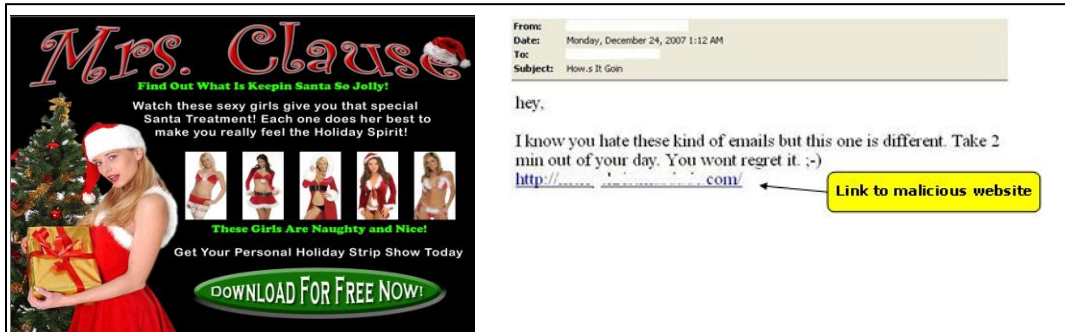 Mrs. Clause
Find Out What Is Keepin Santa So Jolly!
Watch these sexy girls give you that special
Santa Treatment! Each one does her best to
make you really feel the Holiday Spirit!
These Girls Are Naughty and Nice!
Get Your Personal Holiday Strip Show Today
DOWNLOAD FOR FREE NOW!
From:
Date: Monday, December 24, 2007 1:12 AM
To:
Subject: How.s It Goin
hey,
I know you hate these kind of emails but this one is different. Take 2
min out of your day. You wont regret it. ;-)
http:// .com/
Link to malicious website